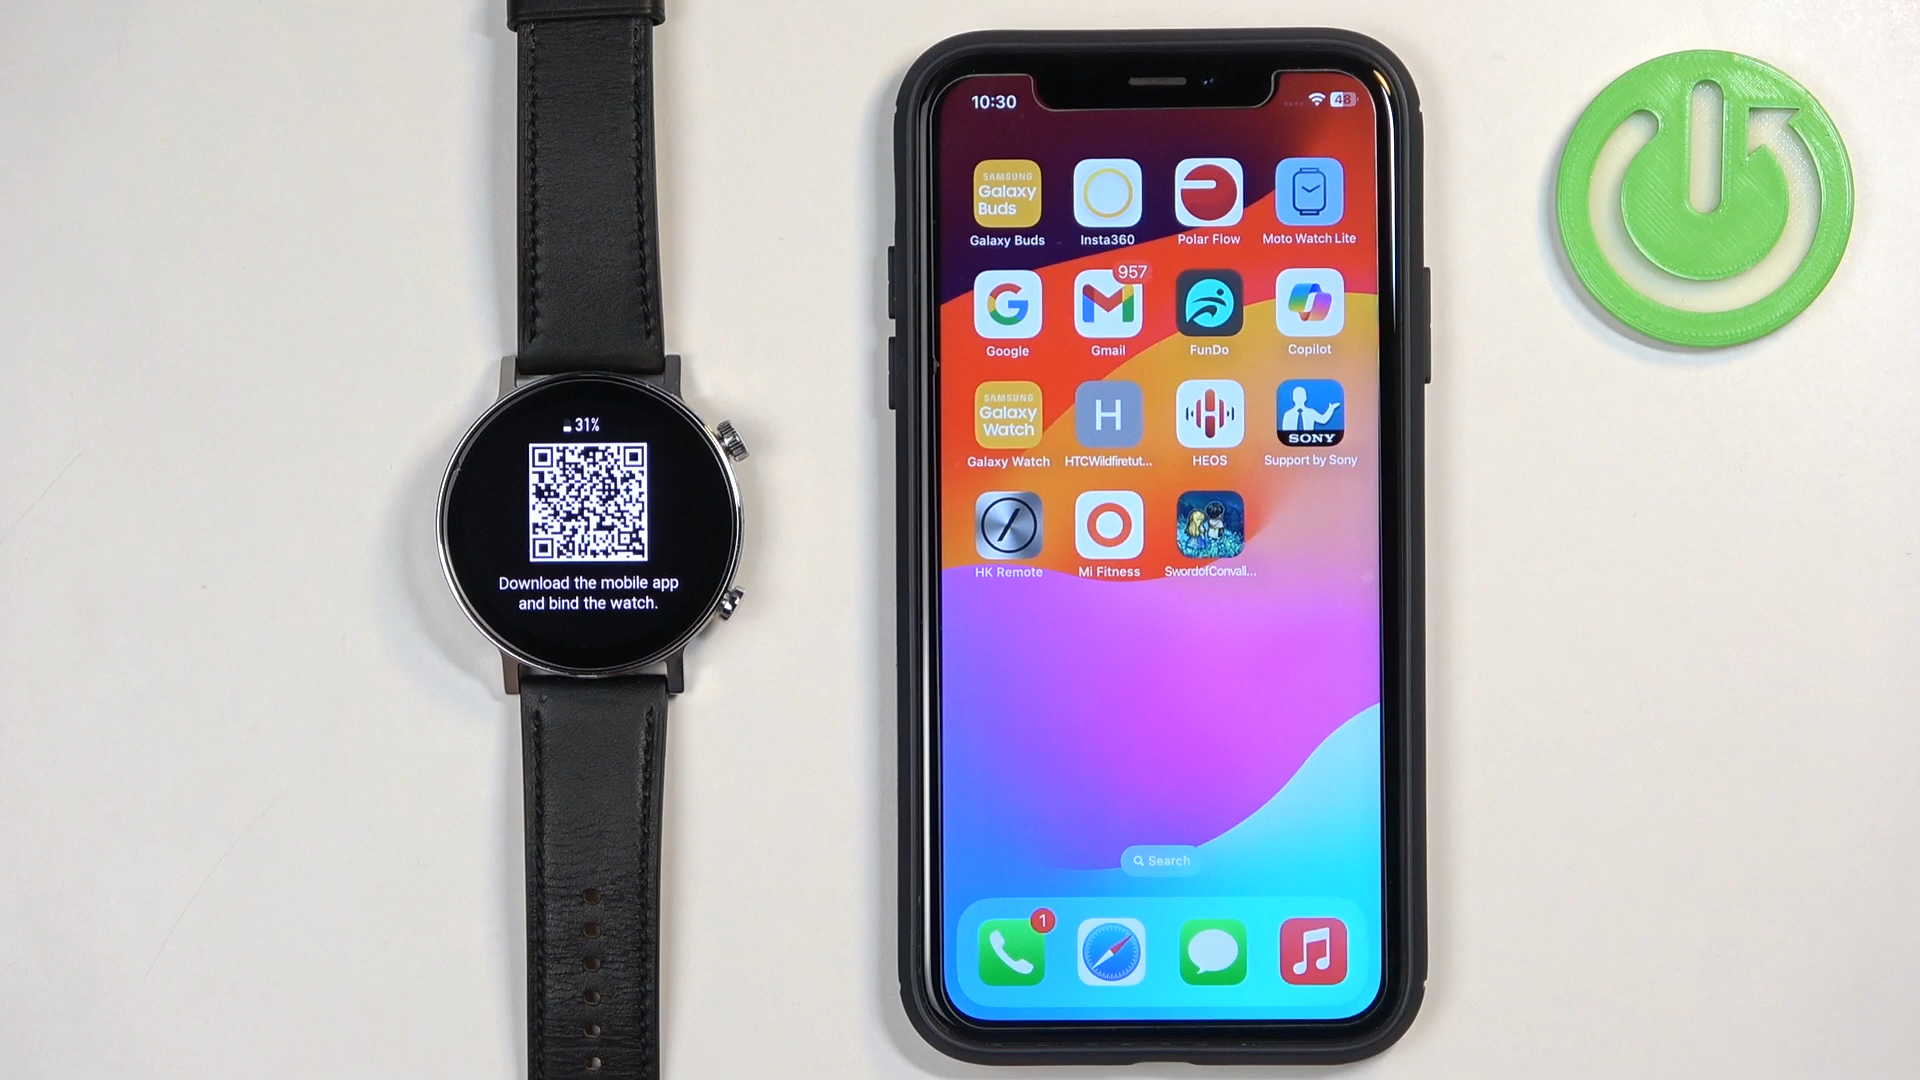 31%
Download the mobile app
and bind the watch.
10:30
48
SAMSUNG
Galaxy
Buds
Galaxy Buds
Insta360
Polar Flow
Moto Watch Lite
957
Google
Gmail
FunDo
Copilot
SAMSUNG
Galaxy
Watch
H
SONY
Galaxy Watch
HTCWildfiretut...
HEOS
Support by Sony
HK Remote
Mi Fitness
SwordofConvall...
Search
1